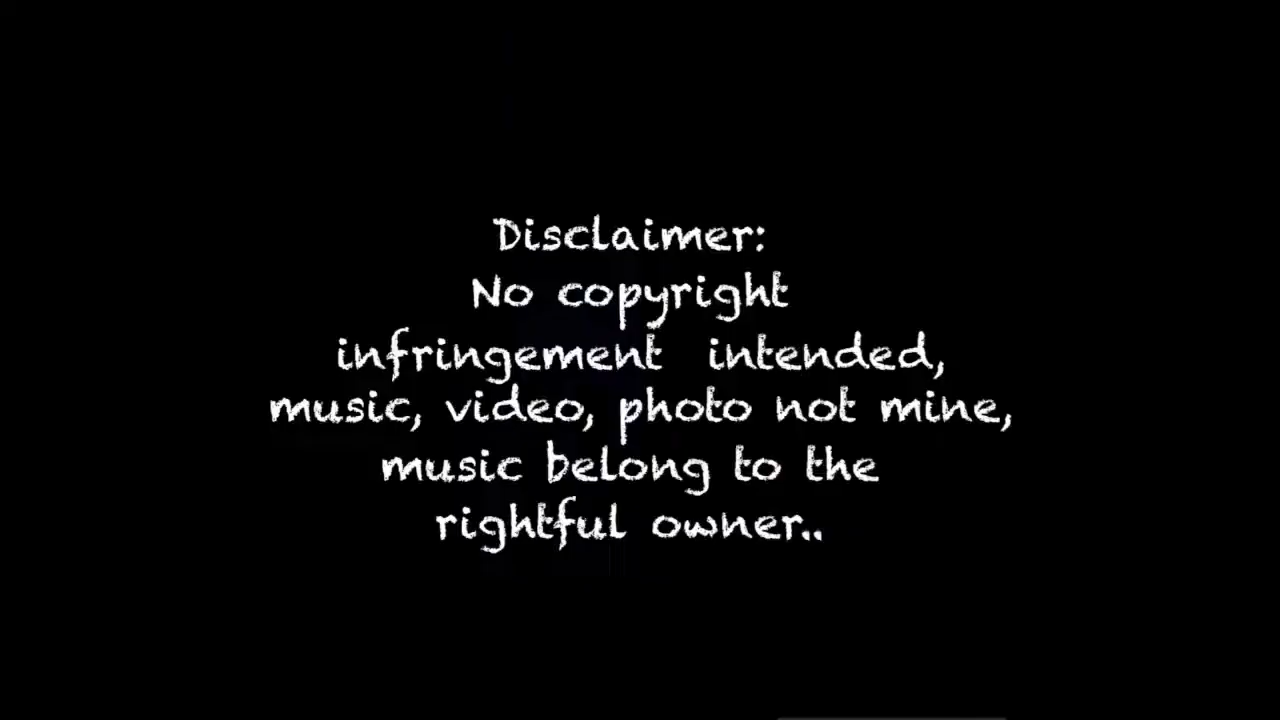 Disclaimer:
No copyright
infringement intended,
music, video, photo not mine,
music belong to the
rightful owner..